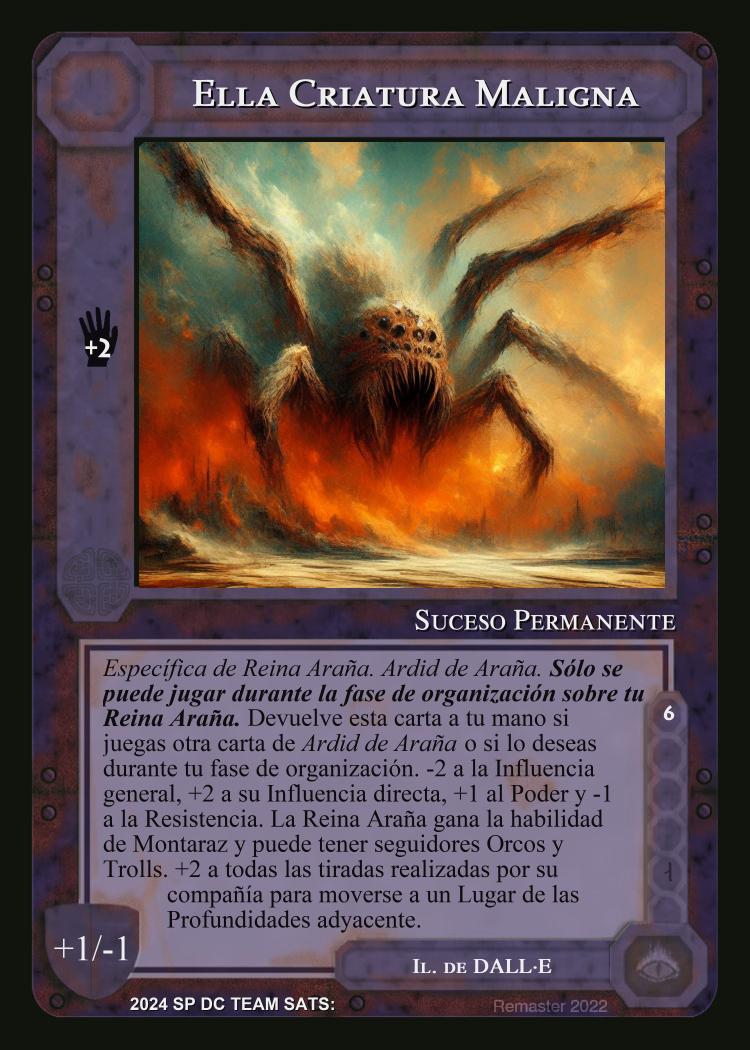 Ella Criatura Maligna
+2
Suceso Permanente
Específica de Reina Araña. Ardid de Araña. Sólo se
puede jugar durante la fase de organización sobre tu
Reina Araña. Devuelve esta carta a tu mano si
juegas otra carta de Ardid de Araña o si lo deseas
durante tu fase de organización. -2 a la Influencia
general, +2 a su Influencia directa, +1 al Poder y -1
a la Resistencia. La Reina Araña gana la habilidad
de Montaraz y puede tener seguidores Orcos y
Trolls. +2 a todas las tiradas realizadas por su
compañía para moverse a un Lugar de las
Profundidades adyacente.
6
+1/-1
Il. de DALL·E
2024 SP DC TEAM SATS:
Remaster 2022